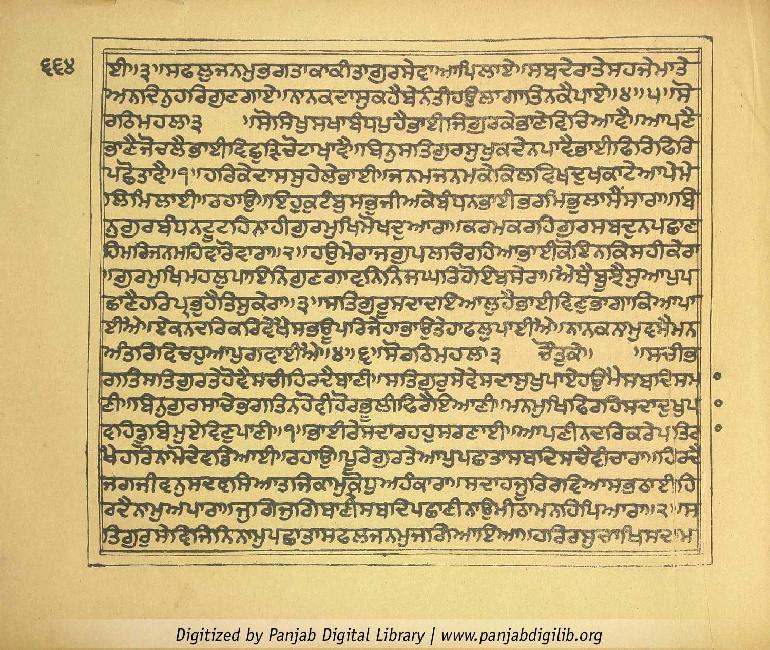 ੬੬੪
ਈ॥੩॥ਸਫਲੁਜਨਮੁਭਗਤਾਕਾਕੀਤਾਗੁਰਸੇਵਾਆਪਿਲਾਏ॥ਸਬਦੇਰਾਤੇਸਹਜੇਮਾਤੇ
ਅਨਦਿਨੁਹਰਿਗੁਣਗਾਏ॥ਨਾਨਕਦਾਸੁਕਹੈਬੇਨੰਤੀਹਉਲਾਗਾਤਿਨਕੈਪਾਏ॥੪॥੫॥ਸੋ
ਰਠਿਮਹਲਾ੩ ॥ਸੋਸਿਖੁਸਖਾਬੰਧਪੁਹੈਭਾਈਜਿਗੁਰਕੇਭਾਣੇਵਿਚਿਆਵੈ॥ਆਪਣੈ
ਭਾਣੈਜੋਚਲੈਭਾਈਵਿਛੁੜਿਚੋਟਾਖਾਵੈ॥ਬਿਨੁਸਤਿਗੁਰਸੁਖੁਕਦੇਨਪਾਵੈਭਾਈਫਿਰਿਫਿਰਿ
ਪਛੋਤਾਵੈ॥੧॥ਹਰਿਕੇਦਾਸਸੁਹੇਲੇਭਾਈ॥ਜਨਮਜਨਮਕੇਕਿਲਬਿਖਦੁਖਕਾਟੇਆਪੇਮੇ
ਲਿਮਿਲਾਈ॥ਰਹਾਉ॥ਇਹੁਕੁਟੰਬੁਸਭੁਜੀਅਕੇਬੰਧਨਭਾਈਭਰਮਿਭੁਲਾਸੈਂਸਾਰਾ॥ਬਿ
ਨੁਗੁਰਬੰਧਨਟੂਟਹਿਨਾਹੀਗੁਰਮੁਖਿਮੋਖਦੁਆਰਾ॥ਕਰਮਕਰਹਿਗੁਰਸਬਦੁਨਪਛਾਣ
ਹਿਮਰਿਜਨਮਹਿਵਾਰੋਵਾਰਾ॥੨॥ਹਉਮੇਰਾਜਗੁਪਲਚਿਰਹਿਆਭਾਈਕੋਇਨਕਿਸਹੀਕੇਰਾ
॥ਗੁਰਮੁਖਿਮਹਲੁਪਾਇਨਿਗੁਣਗਾਵਨਿਨਿਜਘਰਿਹੋਇਬਸੇਰਾ॥ਐਥੈਬੂਝੈਸੁਆਪੁਪ
ਛਾਣੈਹਰਿਪ੍ਰਭੁਹੈਤਿਸੁਕੇਰਾ॥੩॥ਸਤਿਗੁਰੂਸਦਾਦਇਆਲੁਹੈਭਾਈਵਿਣੁਭਾਗਾਕਿਆਪਾ
ਈਐ॥ਏਕਨਦਰਿਕਰਿਵੇਖੈਸਭਊਪਰਿਜੇਹਾਭਾਉਤੇਹਾਫਲੁਪਾਈਐ॥ਨਾਨਕਨਾਮੁਵਸੈਮਨ
ਅੰਤਰਿਵਿਚਹੁਆਪੁਗਵਾਈਐ॥੪॥੬॥ਸੋਰਠਿਮਹਲਾ੩ ਚੌਤੁਕੇ॥ ॥ਸਚੀਭ
ਗਤਿਸਤਿਗੁਰਤੇਹੋਵੈਸਚੀਹਿਰਦੈਬਾਣੀ॥ਸਤਿਗੁਰੁਸੇਵੇਸਦਾਸੁਖੁਪਾਏਹਉਮੈਸਬਦਿਸਮਾ
ਣੀ॥ਬਿਨੁਗੁਰਸਾਚੇਭਗਤਿਨਹੋਵੀਹੋਰਭੂਲੀਫਿਰੈਇਆਣੀ॥ਮਨਮੁਖਿਫਿਰਹਿਸਦਾਦੁਖੁਪਾ
ਵਹਿਡੂਬਿਮੁਏਵਿਣੁਪਾਣੀ॥੧॥ਭਾਈਰੇਸਦਾਰਹਹੁਸਰਣਾਈ॥ਆਪਣੀਨਦਰਿਕਰੇਪਤਿਰਾ
ਖੈਹਰਿਨਾਮੋਦੇਵਡਿਆਈ॥ਰਹਾਉ॥ਪੂਰੇਗੁਰਤੇਆਪੁਪਛਾਤਾਸਬਦਿਸਚੈਵੀਚਾਰਾ॥ਹਿਰਦੈ
ਜਗਜੀਵਨੁਸਦਵਸਿਆਤਜਿਕਾਮੁਕ੍ਰੋਧੁਅਹੰਕਾਰਾ॥ਸਦਾਹਜੂਰਿਰਵਿਆਸਭਠਾਈਹਿ
ਰਦੈਨਾਮੁਅਪਾਰਾ॥ਜੁਗਿਜੁਗਿਬਾਣੀਸਬਦਿਪਛਾਣੀਨਾਉਮੀਠਾਮਨਹਿਪਿਆਰਾ॥੨॥ਸ
ਤਿਗੁਰੁਸੇਵਿਜਿਨਿਨਾਮੁਪਛਾਤਾਸਫਲਜਨਮੁਜਗਿਆਇਆ॥ਹਰਿਰਸੁਚਾਖਿਸਦਾਮ
Digitized by Panjab Digital Library | www.panjabdigilib.org